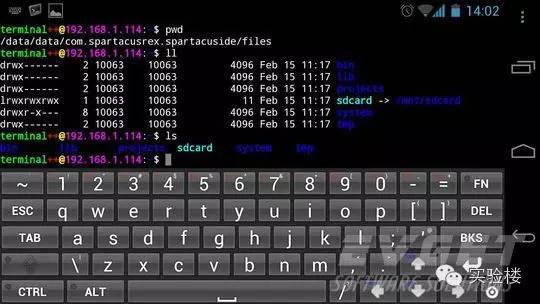 14:02
terminal++@192.168.1.114:~$ pwd
/data/data/com.spartacusrex.spartacuside/files
terminal++@192.168.1.114:~$ ll
drwx------ 2 10063 10063 4096 Feb 15 11:17 bin
drwx------ 2 10063 10063 4096 Feb 15 11:17 lib
drwx------ 2 10063 10063 4096 Feb 15 11:17 projects
lrwxrwxrwx 1 10063 10063 11 Feb 15 11:17 sdcard -> /mnt/sdcard
drwxr-x--- 8 10063 10063 4096 Feb 15 11:17 system
drwx------ 2 10063 10063 4096 Feb 15 11:17 tmp
terminal++@192.168.1.114:~$ ls
bin lib projects sdcard system tmp
terminal++@192.168.1.114:~$
~ 1 2 3 4 5 6 7 8 9 0 - = FN
ESC q w e r t y u i o p [ ] DEL
TAB a s d f g h j k l ; ' BKS
\ z x c v b n m , .
CTRL ALT /
EVGET
SOFTWARE SOLUTIONS
实验楼